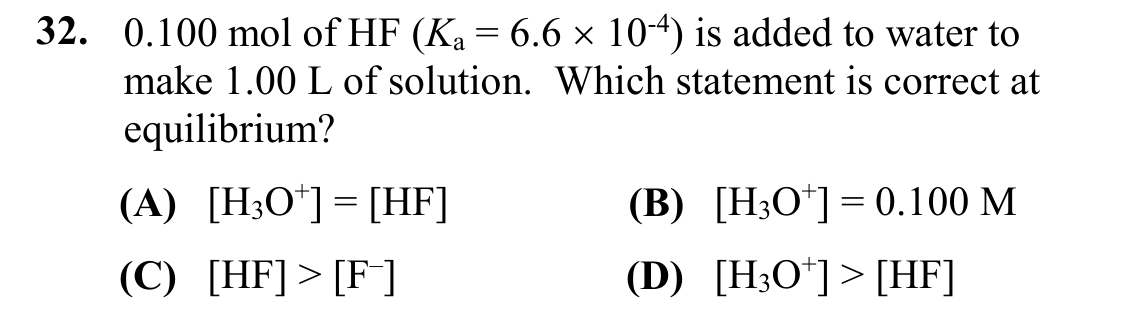 32. 0.100 mol of HF (Kₐ = 6.6 × 10⁻⁴) is added to water to
make 1.00 L of solution. Which statement is correct at
equilibrium?
(A) [H₃O⁺] = [HF] (B) [H₃O⁺] = 0.100 M
(C) [HF] > [F⁻] (D) [H₃O⁺] > [HF]